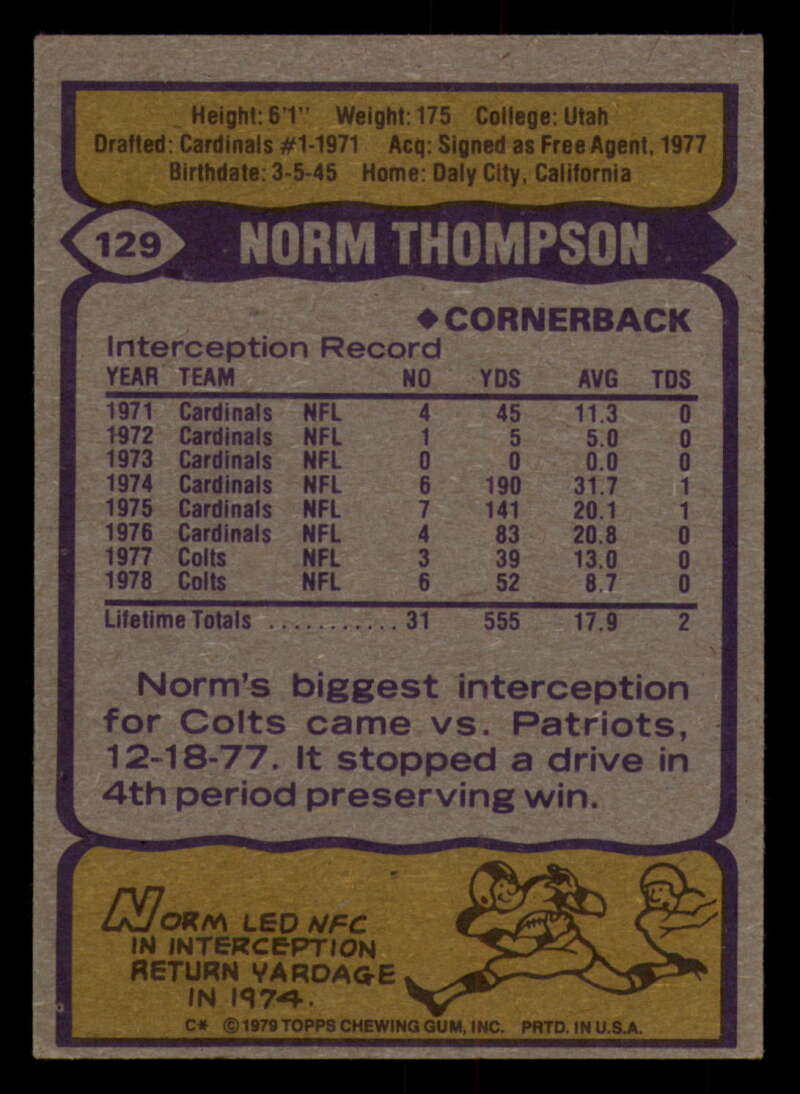 Height: 6'1" Weight: 175 College: Utah
Drafted: Cardinals #1-1971 Acq: Signed as Free Agent, 1977
Birthdate: 3-5-45 Home: Daly City, California
129 NORM THOMPSON
◆CORNERBACK
Interception Record
YEAR TEAM NO YDS AVG TDS
1971 Cardinals NFL 4 45 11.3 0
1972 Cardinals NFL 1 5 5.0 0
1973 Cardinals NFL 0 0 0.0 0
1974 Cardinals NFL 6 190 31.7 1
1975 Cardinals NFL 7 141 20.1 1
1976 Cardinals NFL 4 83 20.8 0
1977 Colts NFL 3 39 13.0 0
1978 Colts NFL 6 52 8.7 0
Lifetime Totals ........... 31 555 17.9 2
Norm's biggest interception
for Colts came vs. Patriots,
12-18-77. It stopped a drive in
4th period preserving win.
NORM LED NFC
IN INTERCEPTION
RETURN YARDAGE
IN 1974.
C* ©1979 TOPPS CHEWING GUM, INC. PRTD. IN U.S.A.